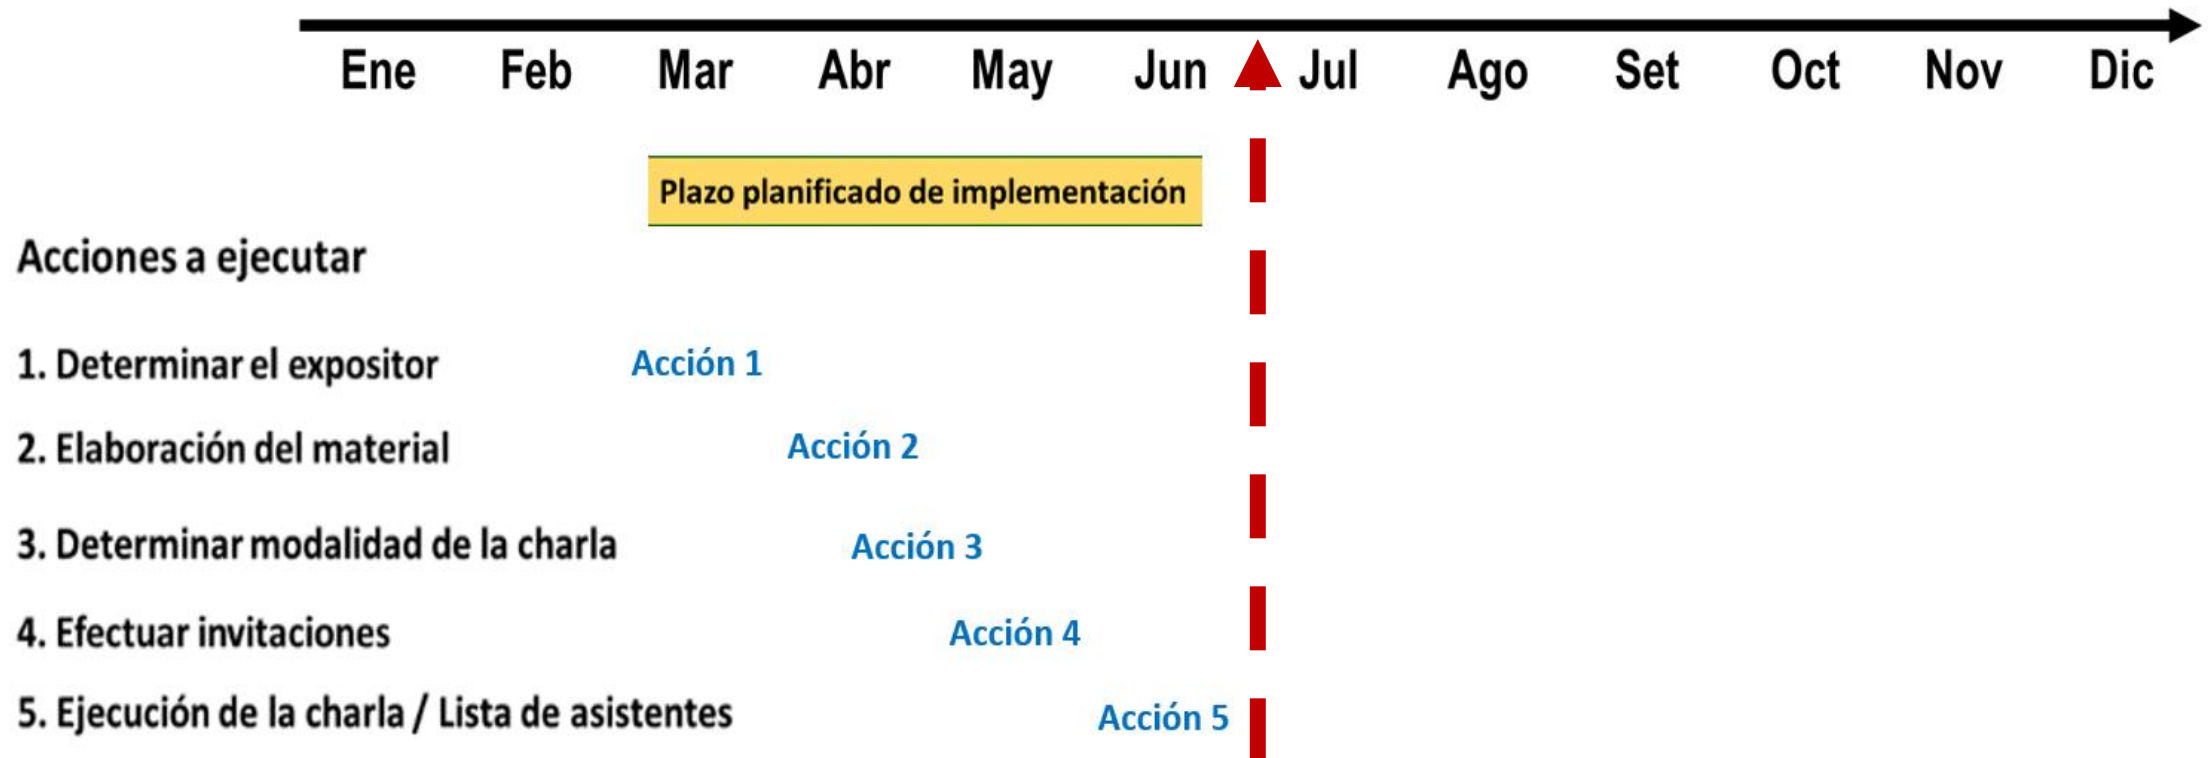 Ene Feb Mar Abr May Jun Jul Ago Set Oct Nov Dic
Plazo planificado de implementación
Acciones a ejecutar
1. Determinar el expositor Acción 1
2. Elaboración del material Acción 2
3. Determinar modalidad de la charla Acción 3
4. Efectuar invitaciones Acción 4
5. Ejecución de la charla / Lista de asistentes Acción 5